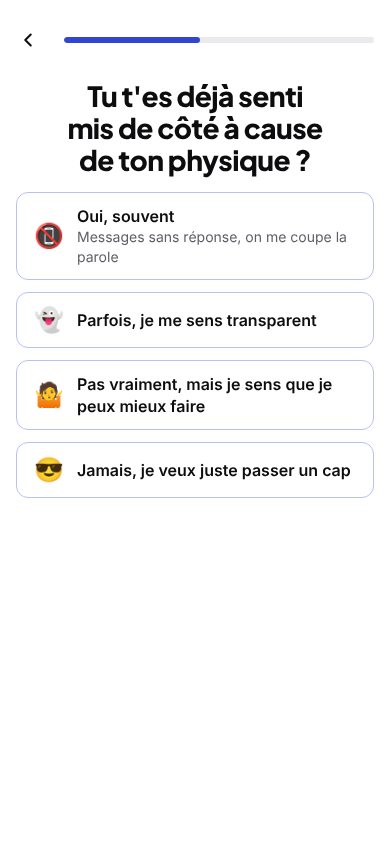 Tu t'es déjà senti
mis de côté à cause
de ton physique ?
Oui, souvent
Messages sans réponse, on me coupe la
parole
Parfois, je me sens transparent
Pas vraiment, mais je sens que je
peux mieux faire
Jamais, je veux juste passer un cap